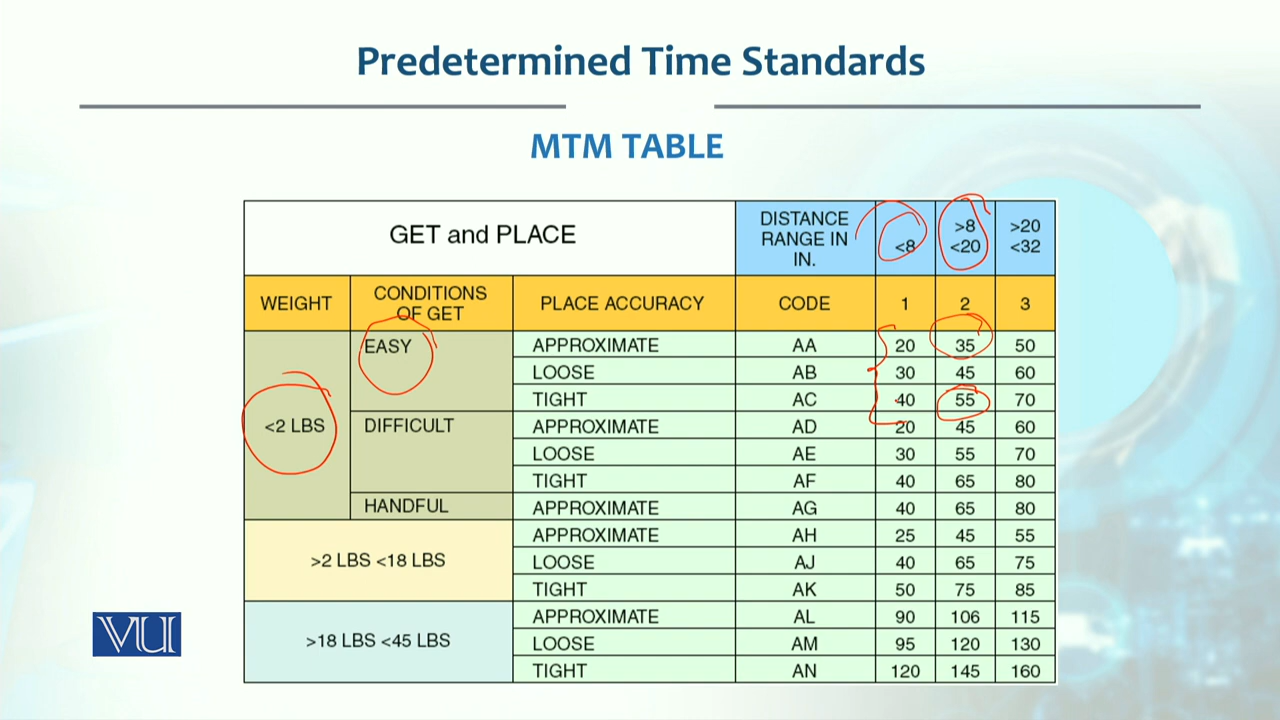 Predetermined Time Standards
MTM TABLE
GET and PLACE
DISTANCE
RANGE IN
IN.
<8
>8
<20
>20
<32
WEIGHT
CONDITIONS
OF GET
PLACE ACCURACY
CODE
1
2
3
<2 LBS
EASY
APPROXIMATE AA 20 35 50
LOOSE AB 30 45 60
TIGHT AC 40 55 70
DIFFICULT
APPROXIMATE AD 20 45 60
LOOSE AE 30 55 70
TIGHT AF 40 65 80
HANDFUL
APPROXIMATE AG 40 65 80
>2 LBS <18 LBS
APPROXIMATE AH 25 45 55
LOOSE AJ 40 65 75
TIGHT AK 50 75 85
>18 LBS <45 LBS
APPROXIMATE AL 90 106 115
LOOSE AM 95 120 130
TIGHT AN 120 145 160
VU